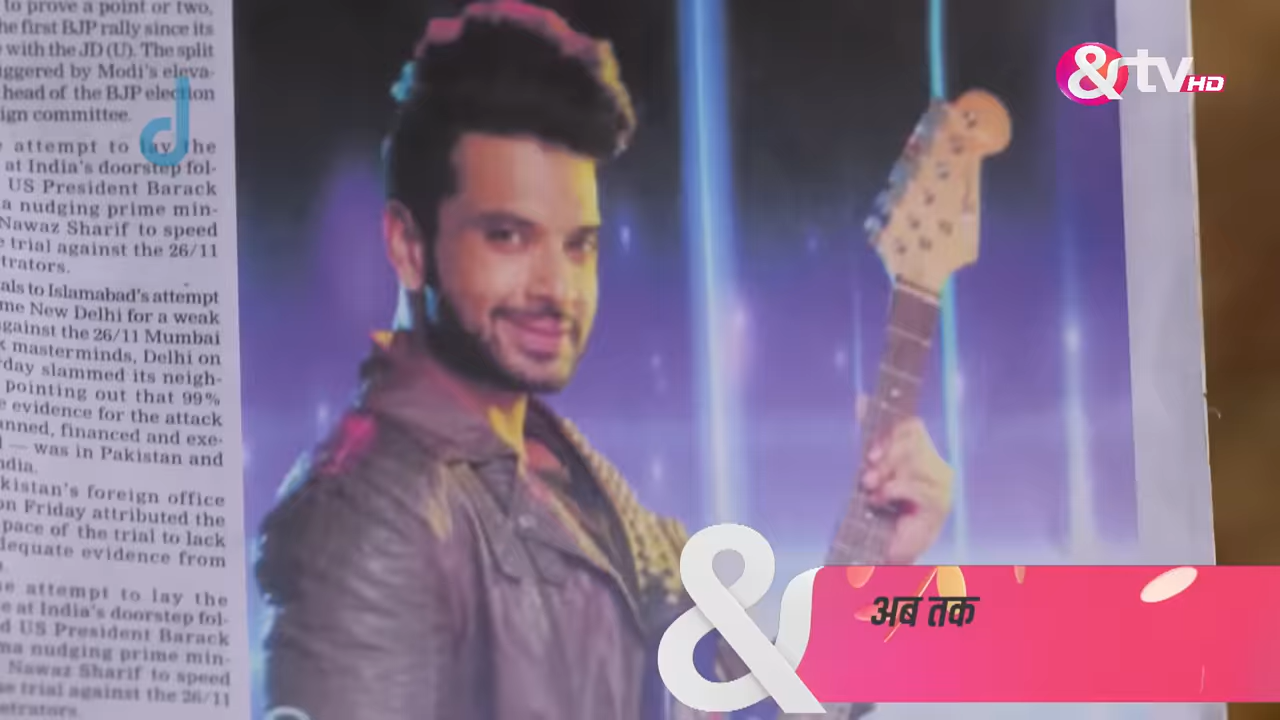 to prove a point or two,
he first BJP rally since its
with the JD (U). The split
iggered by Modi's eleva-
head of the BJP election
ign committee.
attempt to lay the
at India's doorstep fol-
US President Barack
a nudging prime min-
Nawaz Sharif to speed
e trial against the 26/11
trators.
als to Islamabad's attempt
me New Delhi for a weak
gainst the 26/11 Mumbai
k masterminds, Delhi on
rday slammed its neigh-
pointing out that 99%
e evidence for the attack
anned, financed and exe-
— was in Pakistan and
ndia.
kistan's foreign office
on Friday attributed the
pace of the trial to lack
dequate evidence from
se attempt to lay the
e at India's doorstep fol-
d US President Barack
ma nudging prime min-
Nawaz Sharif to speed
he trial against the 26/11
etrators.
&tv HD
d
&
अब तक